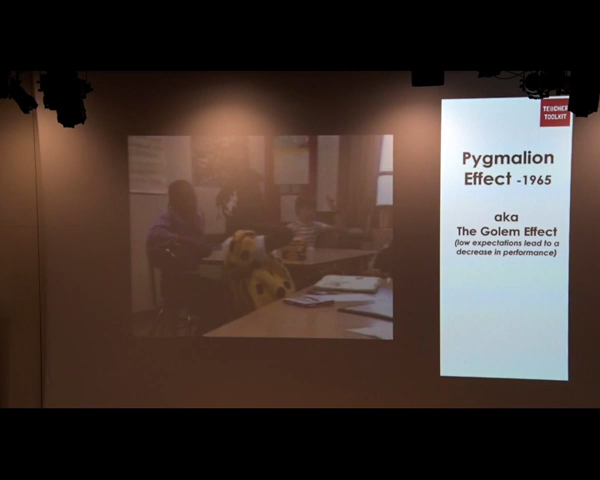 TEACHER
TOOLKIT
Pygmalion
Effect -1965
aka
The Golem Effect
(low expectations lead to a
decrease in performance)